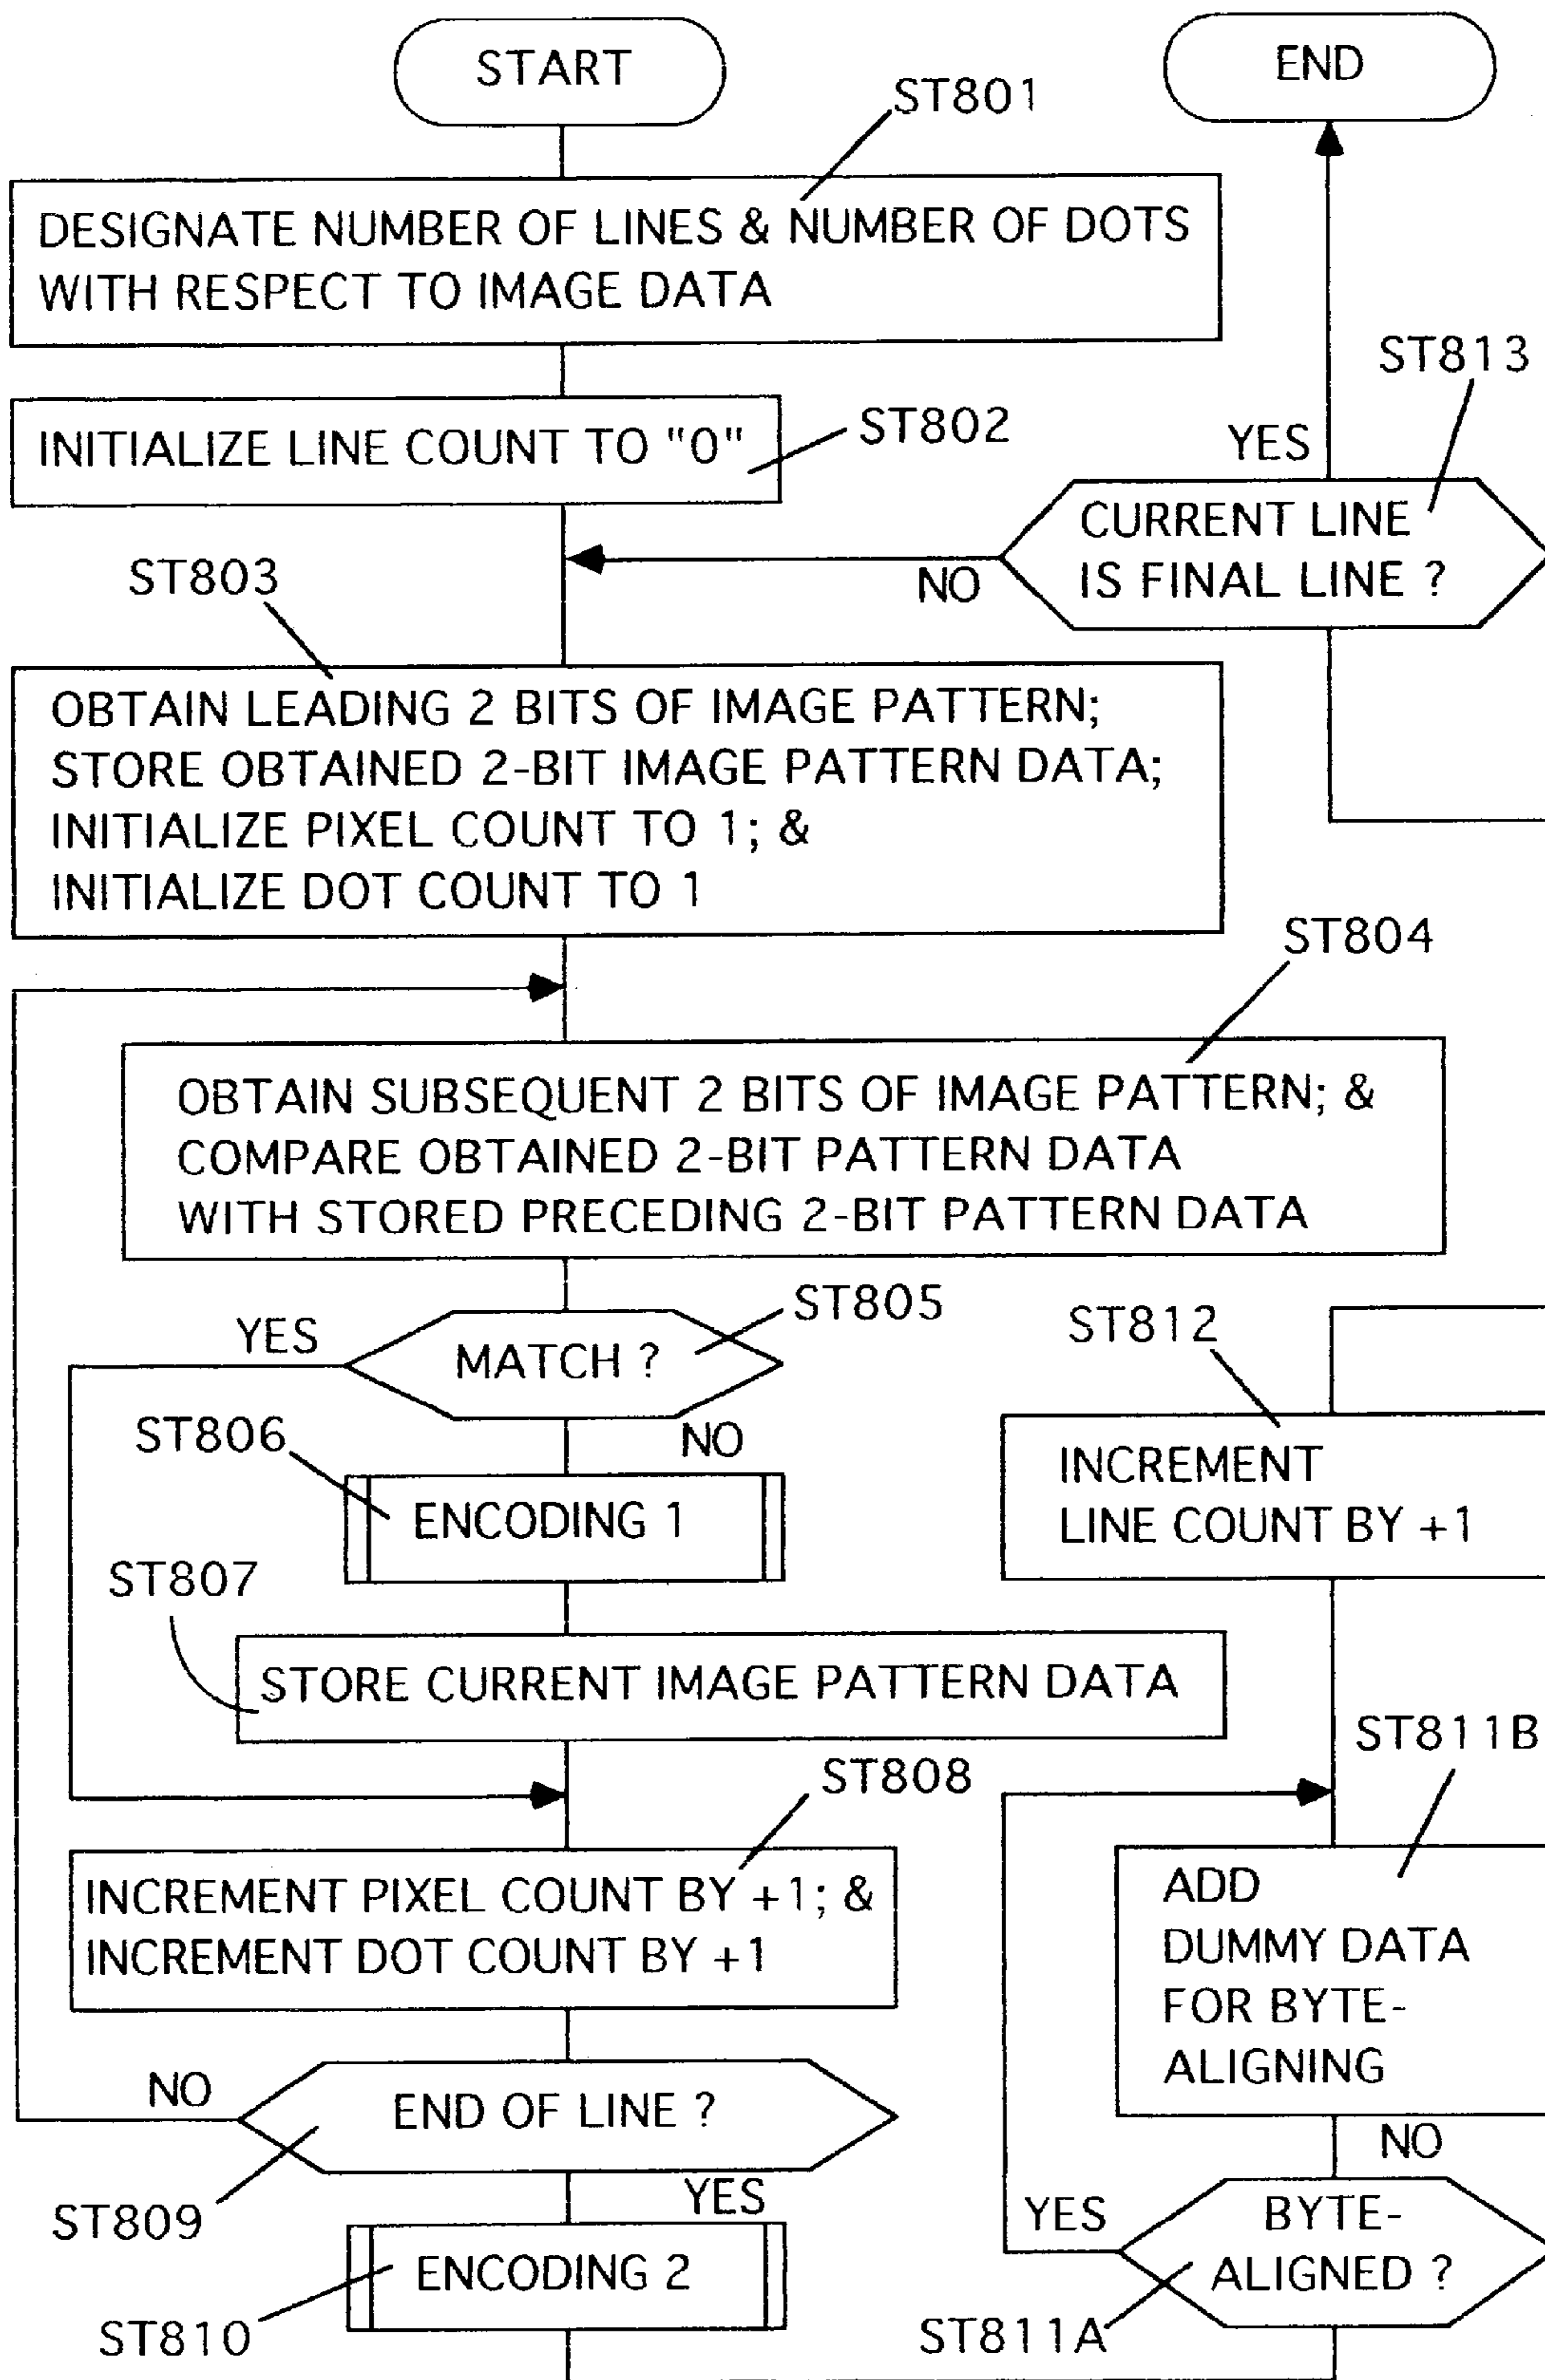 START
END
ST801
DESIGNATE NUMBER OF LINES & NUMBER OF DOTS
WITH RESPECT TO IMAGE DATA
ST813
INITIALIZE LINE COUNT TO "0"
ST802
YES
CURRENT LINE
IS FINAL LINE ?
NO
ST803
OBTAIN LEADING 2 BITS OF IMAGE PATTERN;
STORE OBTAINED 2-BIT IMAGE PATTERN DATA;
INITIALIZE PIXEL COUNT TO 1; &
INITIALIZE DOT COUNT TO 1
ST804
OBTAIN SUBSEQUENT 2 BITS OF IMAGE PATTERN; &
COMPARE OBTAINED 2-BIT PATTERN DATA
WITH STORED PRECEDING 2-BIT PATTERN DATA
ST805
YES
MATCH ?
NO
ST806
ENCODING 1
ST807
STORE CURRENT IMAGE PATTERN DATA
ST808
INCREMENT PIXEL COUNT BY +1; &
INCREMENT DOT COUNT BY +1
NO
END OF LINE ?
ST809
YES
ENCODING 2
ST810
ST812
INCREMENT
LINE COUNT BY +1
ST811B
ADD
DUMMY DATA
FOR BYTE-
ALIGNING
NO
YES
BYTE-
ALIGNED ?
ST811A